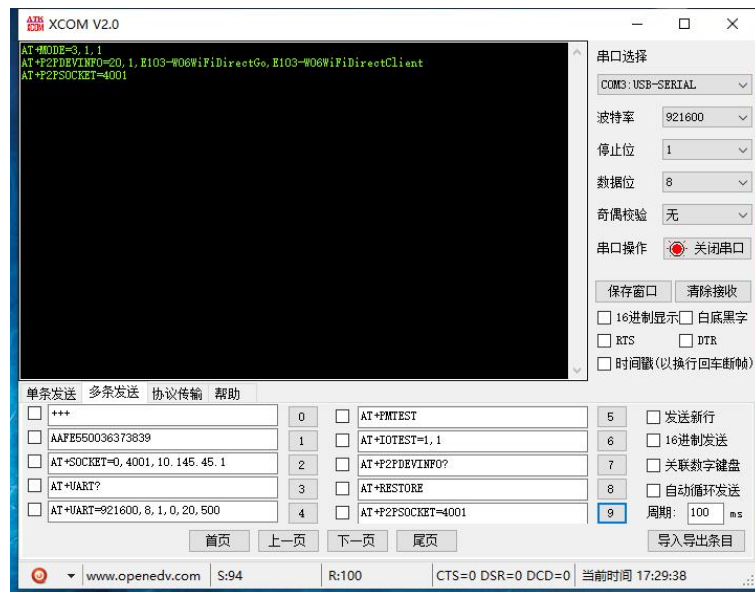 ATK XCOM XCOM V2.0
AT+MODE=3,1,1
AT+P2PDEVINFO=20,1,E103-W06WiFiDirectGo,E103-W06WiFiDirectClient
AT+P2PSOCKET=4001
串口选择
COM3:USB-SERIAL
波特率 921600
停止位 1
数据位 8
奇偶校验 无
串口操作 关闭串口
保存窗口 清除接收
16进制显示 白底黑字
RTS DTR
时间戳(以换行回车断帧)
单条发送 多条发送 协议传输 帮助
+++ 0 AT+PMTEST 5 发送新行
AAFE550036373839 1 AT+IOTEST=1,1 6 16进制发送
AT+SOCKET=0,4001,10.145.45.1 2 AT+P2PDEVINFO? 7 关联数字键盘
AT+UART? 3 AT+RESTORE 8 自动循环发送
AT+UART=921600,8,1,0,20,500 4 AT+P2PSOCKET=4001 9 周期: 100 ms
首页 上一页 下一页 尾页 导入导出条目
www.openedv.com S:94 R:100 CTS=0 DSR=0 DCD=0 当前时间 17:29:38